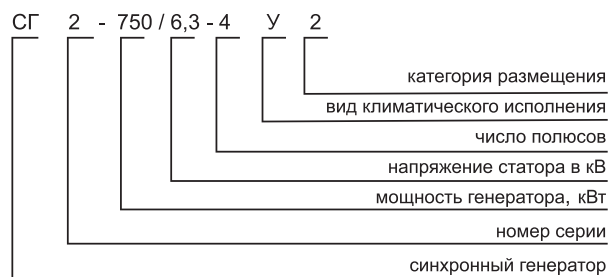 СГ 2 - 750 / 6,3 - 4 У 2
категория размещения
вид климатического исполнения
число полюсов
напряжение статора в кВ
мощность генератора, кВт
номер серии
синхронный генератор